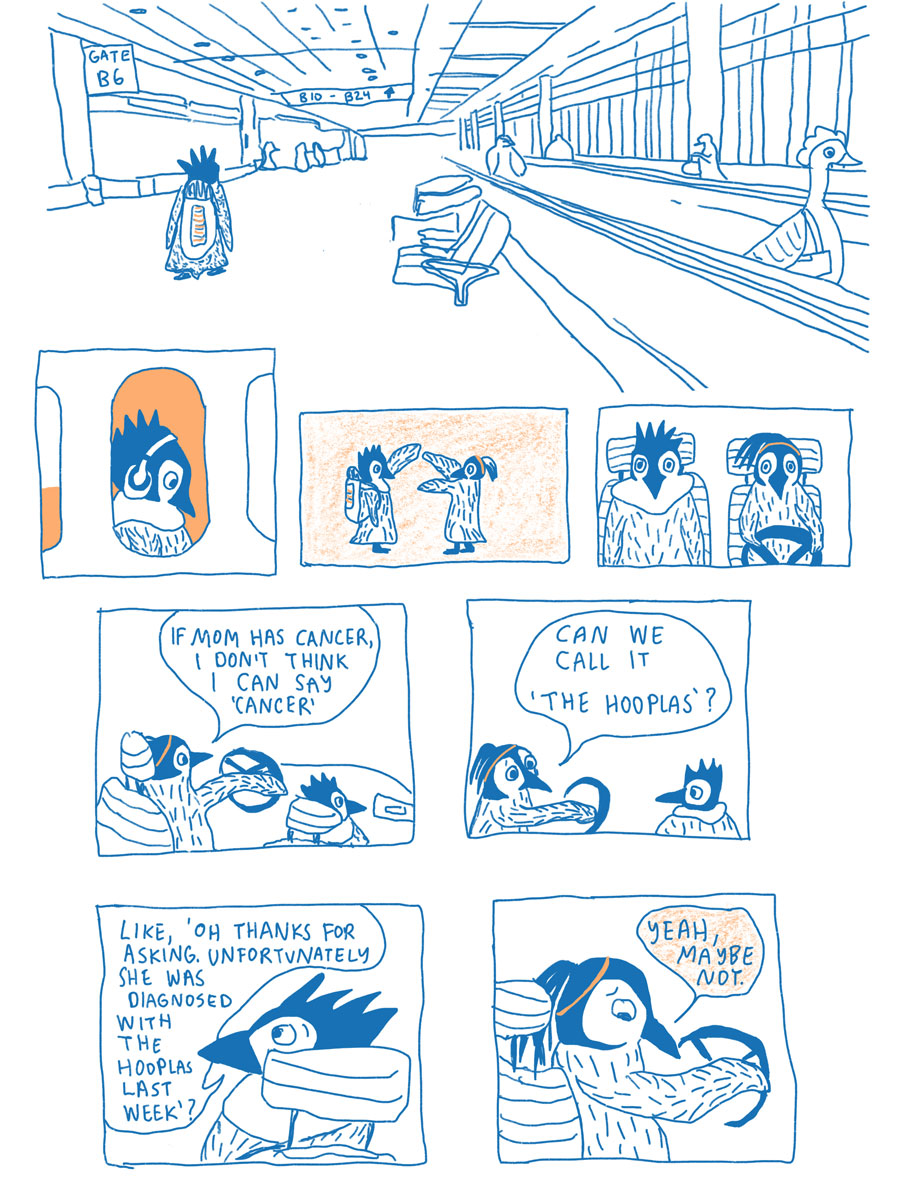 GATE
B6
B10 - B24 ↑
IF MOM HAS CANCER,
I DON'T THINK
I CAN SAY
'CANCER'
CAN WE
CALL IT
'THE HOOPLAS'?
LIKE, 'OH THANKS FOR
ASKING. UNFORTUNATELY
SHE WAS
DIAGNOSED
WITH
THE
HOOPLAS
LAST
WEEK'?
YEAH,
MAYBE
NOT.